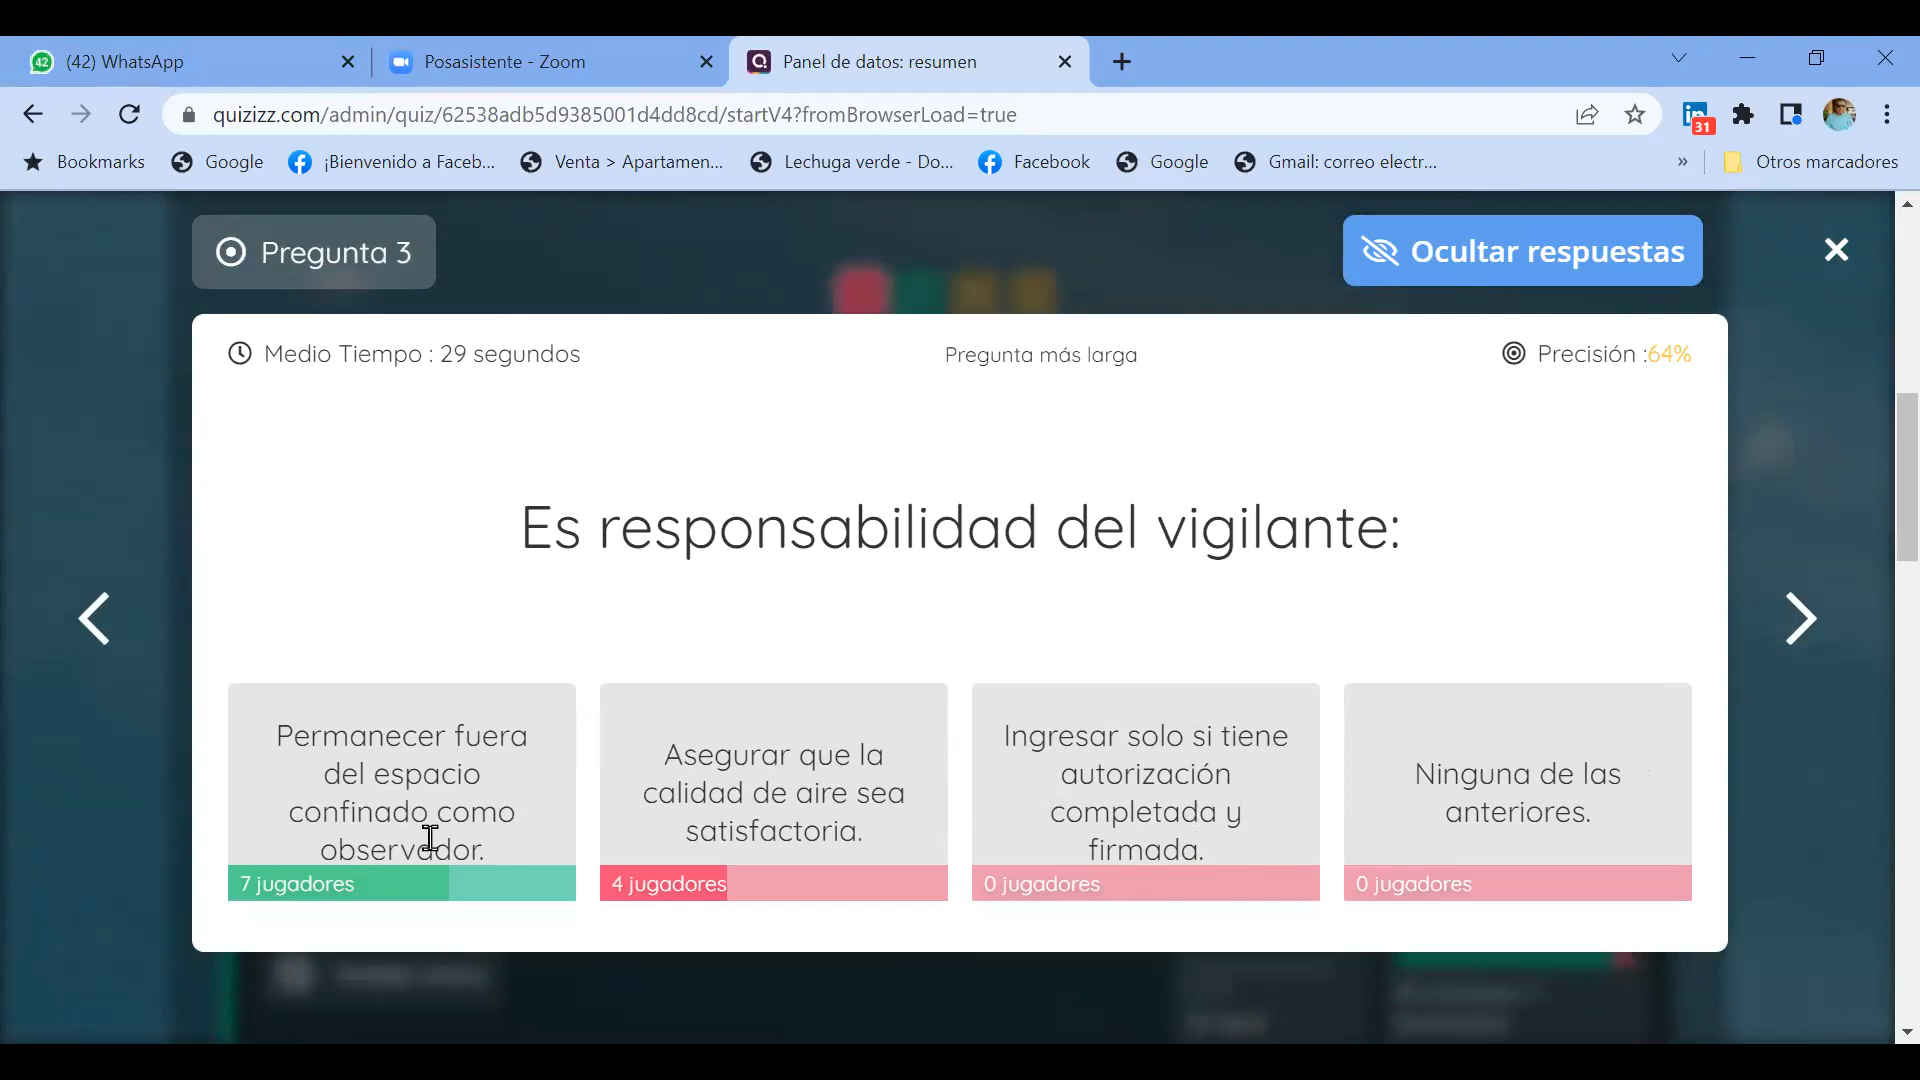 42 (42) WhatsApp
Posasistente - Zoom
Panel de datos: resumen
quizizz.com/admin/quiz/62538adb5d9385001d4dd8cd/startV4?fromBrowserLoad=true
31
Bookmarks
Google
¡Bienvenido a Faceb...
Venta > Apartamen...
Lechuga verde - Do...
Facebook
Google
Gmail: correo electr...
»
Otros marcadores
Pregunta 3
Ocultar respuestas
Medio Tiempo : 29 segundos
Pregunta más larga
Precisión :64%
Es responsabilidad del vigilante:
Permanecer fuera
del espacio
confinado como
observador.
7 jugadores
Asegurar que la
calidad de aire sea
satisfactoria.
4 jugadores
Ingresar solo si tiene
autorización
completada y
firmada.
0 jugadores
Ninguna de las
anteriores.
0 jugadores